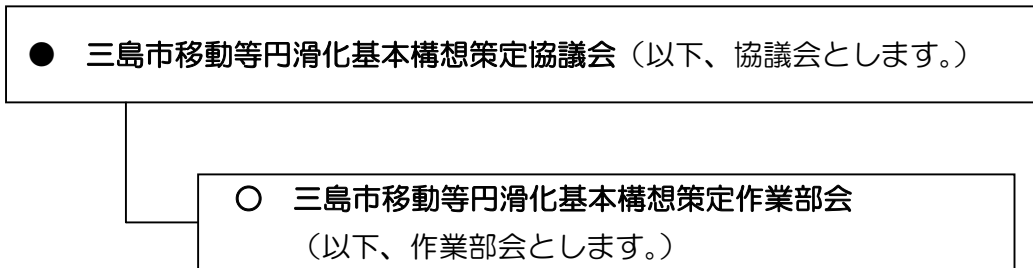 ● 三島市移動等円滑化基本構想策定協議会（以下、協議会とします。）
○ 三島市移動等円滑化基本構想策定作業部会
（以下、作業部会とします。）